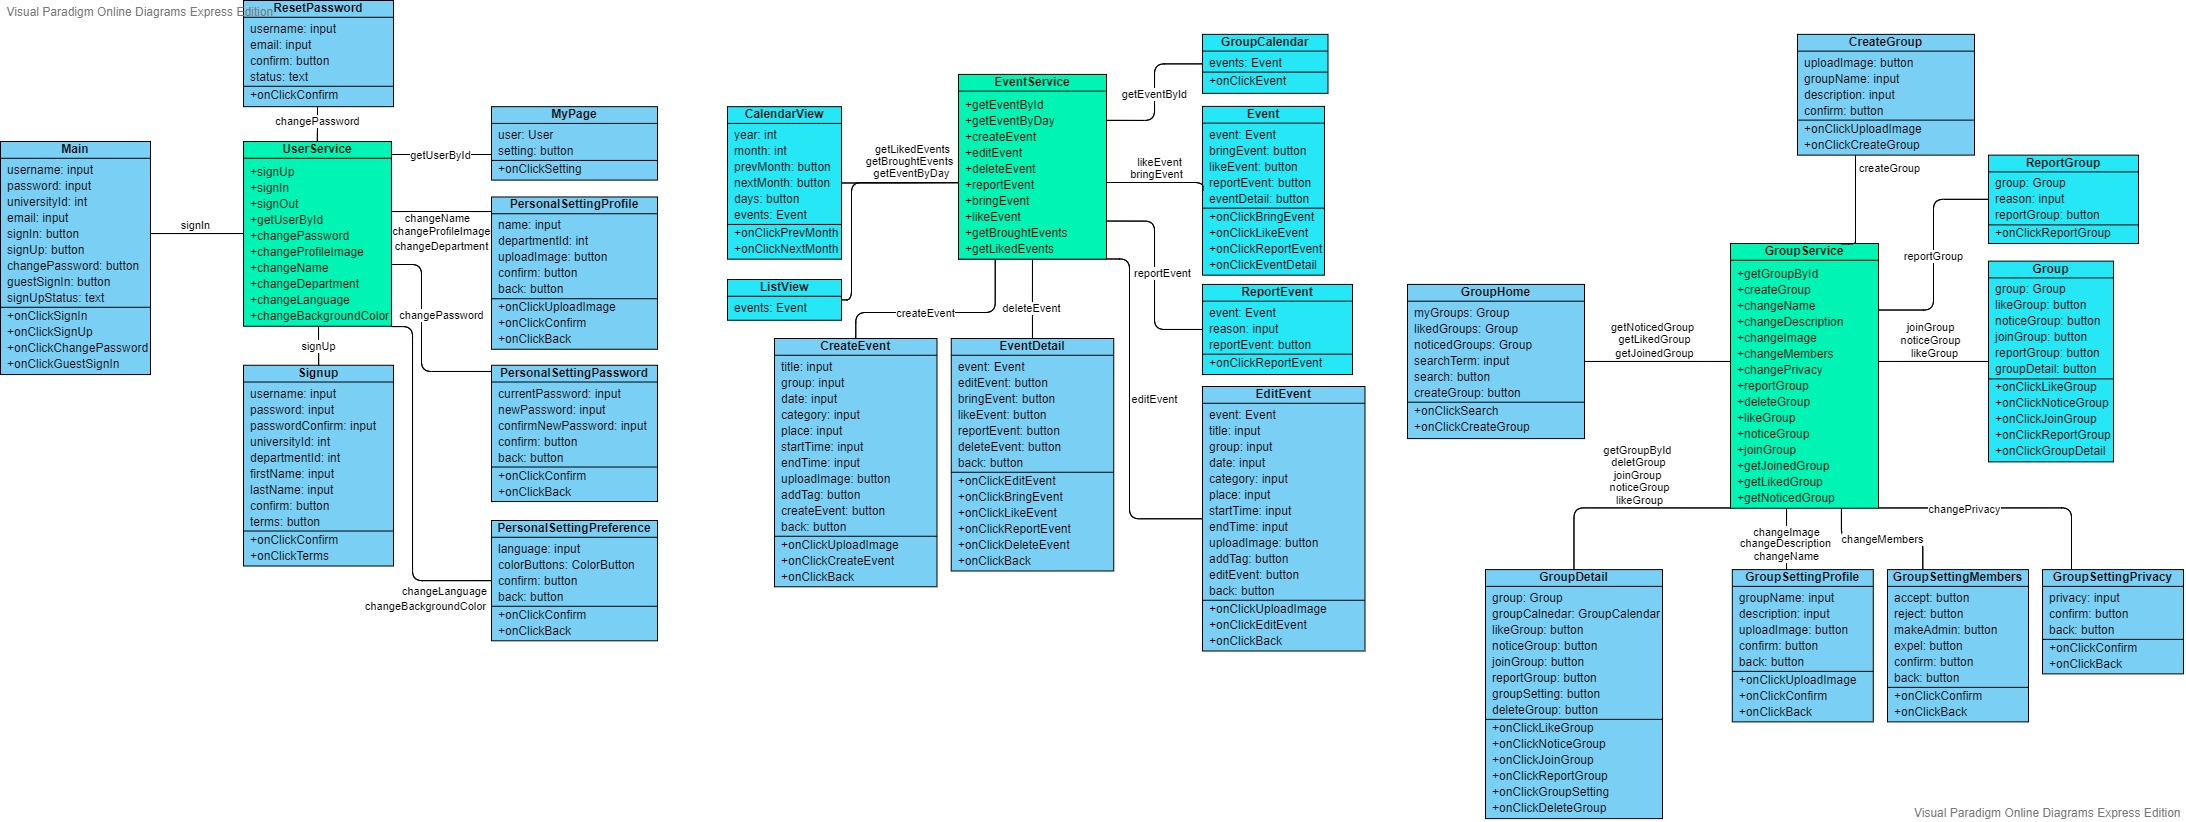 Visual Paradigm Online Diagrams Express Edition
ResetPassword
username: input
email: input
confirm: button
status: text
+onClickConfirm
changePassword
Main
username: input
password: input
universityId: int
email: input
signIn: button
signUp: button
changePassword: button
guestSignIn: button
signUpStatus: text
+onClickSignIn
+onClickSignUp
+onClickChangePassword
+onClickGuestSignIn
signIn
UserService
+signUp
+signIn
+signOut
+getUserById
+changePassword
+changeProfileImage
+changeName
+changeDepartment
+changeLanguage
+changeBackgroundColor
signUp
Signup
username: input
password: input
passwordConfirm: input
universityId: int
departmentId: int
firstName: input
lastName: input
confirm: button
terms: button
+onClickConfirm
+onClickTerms
getUserById
MyPage
user: User
setting: button
+onClickSetting
changeName
changeProfileImage
changeDepartment
PersonalSettingProfile
name: input
departmentId: int
uploadImage: button
confirm: button
back: button
+onClickUploadImage
+onClickConfirm
+onClickBack
changePassword
PersonalSettingPassword
currentPassword: input
newPassword: input
confirmNewPassword: input
confirm: button
back: button
+onClickConfirm
+onClickBack
changeLanguage
changeBackgroundColor
PersonalSettingPreference
language: input
colorButtons: ColorButton
confirm: button
back: button
+onClickConfirm
+onClickBack
CalendarView
year: int
month: int
prevMonth: button
nextMonth: button
days: button
events: Event
+onClickPrevMonth
+onClickNextMonth
ListView
events: Event
getLikedEvents
getBroughtEvents
getEventByDay
EventService
+getEventById
+getEventByDay
+createEvent
+editEvent
+deleteEvent
+reportEvent
+bringEvent
+likeEvent
+getBroughtEvents
+getLikedEvents
createEvent
CreateEvent
title: input
group: input
date: input
category: input
place: input
startTime: input
endTime: input
uploadImage: button
addTag: button
createEvent: button
back: button
+onClickUploadImage
+onClickCreateEvent
+onClickBack
deleteEvent
EventDetail
event: Event
editEvent: button
bringEvent: button
likeEvent: button
reportEvent: button
deleteEvent: button
back: button
+onClickEditEvent
+onClickBringEvent
+onClickLikeEvent
+onClickReportEvent
+onClickDeleteEvent
+onClickBack
getEventById
GroupCalendar
events: Event
+onClickEvent
likeEvent
bringEvent
Event
event: Event
bringEvent: button
likeEvent: button
reportEvent: button
eventDetail: button
+onClickBringEvent
+onClickLikeEvent
+onClickReportEvent
+onClickEventDetail
reportEvent
ReportEvent
event: Event
reason: input
reportEvent: button
+onClickReportEvent
editEvent
EditEvent
event: Event
title: input
group: input
date: input
category: input
place: input
startTime: input
endTime: input
uploadImage: button
addTag: button
editEvent: button
back: button
+onClickUploadImage
+onClickEditEvent
+onClickBack
CreateGroup
uploadImage: button
groupName: input
description: input
confirm: button
+onClickUploadImage
+onClickCreateGroup
createGroup
GroupHome
myGroups: Group
likedGroups: Group
noticedGroups: Group
searchTerm: input
search: button
createGroup: button
+onClickSearch
+onClickCreateGroup
getNoticedGroup
getLikedGroup
getJoinedGroup
GroupService
+getGroupById
+createGroup
+changeName
+changeDescription
+changeImage
+changeMembers
+changePrivacy
+reportGroup
+deleteGroup
+likeGroup
+noticeGroup
+joinGroup
+getJoinedGroup
+getLikedGroup
+getNoticedGroup
reportGroup
ReportGroup
group: Group
reason: input
reportGroup: button
+onClickReportGroup
joinGroup
noticeGroup
likeGroup
Group
group: Group
likeGroup: button
noticeGroup: button
joinGroup: button
reportGroup: button
groupDetail: button
+onClickLikeGroup
+onClickNoticeGroup
+onClickJoinGroup
+onClickReportGroup
+onClickGroupDetail
getGroupById
deletGroup
joinGroup
noticeGroup
likeGroup
GroupDetail
group: Group
groupCalnedar: GroupCalendar
likeGroup: button
noticeGroup: button
joinGroup: button
reportGroup: button
groupSetting: button
deleteGroup: button
+onClickLikeGroup
+onClickNoticeGroup
+onClickJoinGroup
+onClickReportGroup
+onClickGroupSetting
+onClickDeleteGroup
changeImage
changeDescription
changeName
GroupSettingProfile
groupName: input
description: input
uploadImage: button
confirm: button
back: button
+onClickUploadImage
+onClickConfirm
+onClickBack
changeMembers
GroupSettingMembers
accept: button
reject: button
makeAdmin: button
expel: button
confirm: button
back: button
+onClickConfirm
+onClickBack
changePrivacy
GroupSettingPrivacy
privacy: input
confirm: button
back: button
+onClickConfirm
+onClickBack
Visual Paradigm Online Diagrams Express Edition